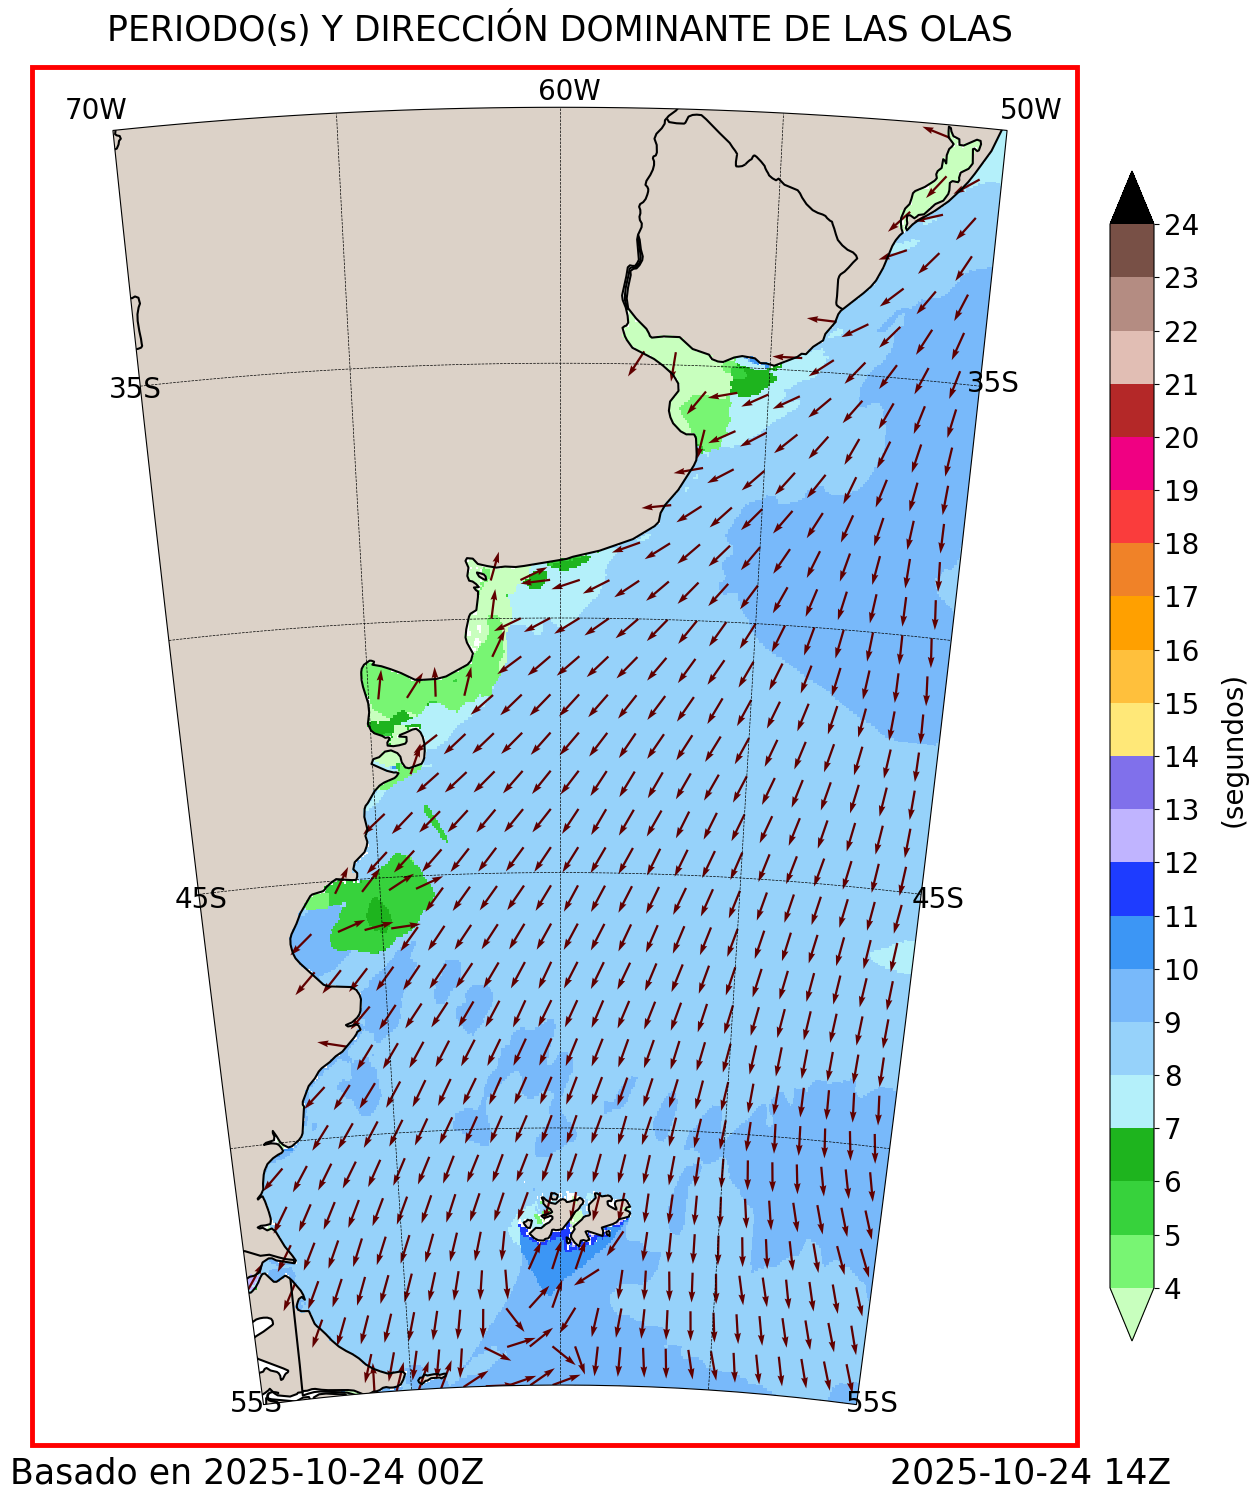 PERIODO(s) Y DIRECCIÓN DOMINANTE DE LAS OLAS
70W
60W
50W
35S
35S
45S
45S
55S
55S
24
23
22
21
20
19
18
17
16
15
14
13
12
11
10
9
8
7
6
5
4
(segundos)
Basado en 2025-10-24 00Z
2025-10-24 14Z